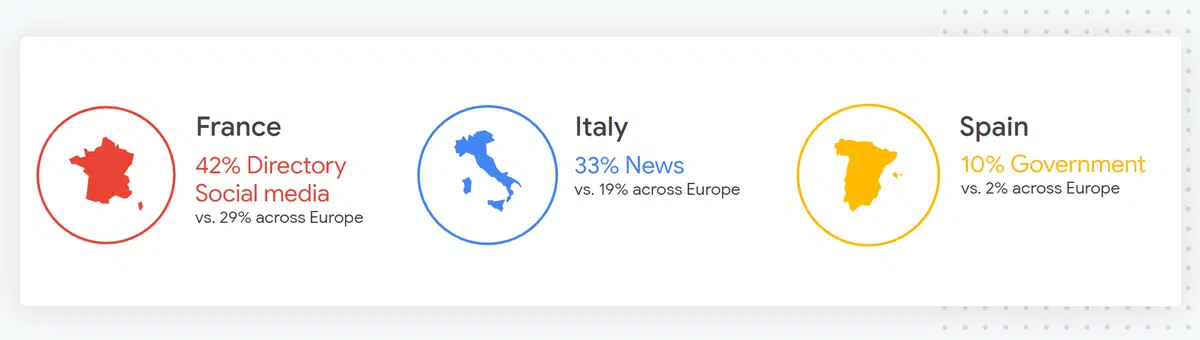 France
42% Directory
Social media
vs. 29% across Europe
Italy
33% News
vs. 19% across Europe
Spain
10% Government
vs. 2% across Europe